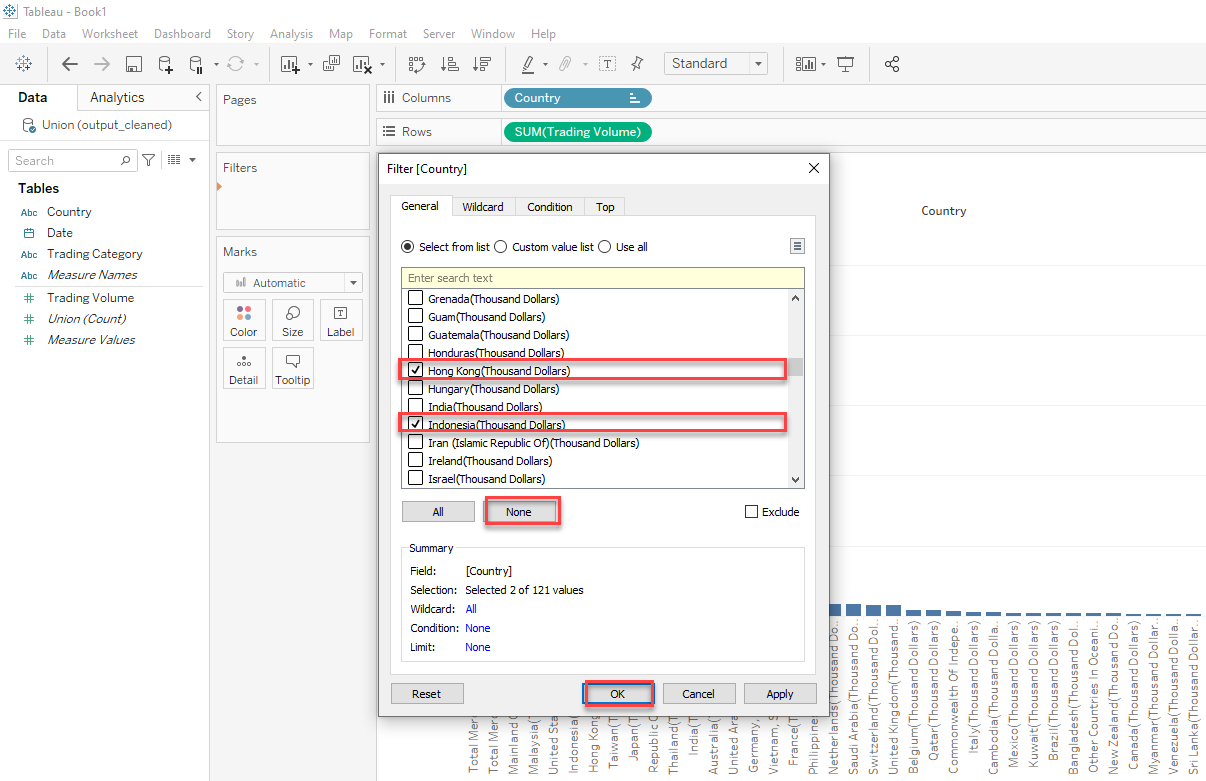 Tableau - Book1
File Data Worksheet Dashboard Story Analysis Map Format Server Window Help
Standard
Data Analytics
Union (output_cleaned)
Search
Tables
Abc Country
Date
Abc Trading Category
Abc Measure Names
# Trading Volume
# Union (Count)
# Measure Values
Pages
Filters
Marks
Automatic
Color Size Label
Detail Tooltip
Columns Country
Rows SUM(Trading Volume)
Country
Filter [Country]
General Wildcard Condition Top
Select from list Custom value list Use all
Enter search text
Grenada(Thousand Dollars)
Guam(Thousand Dollars)
Guatemala(Thousand Dollars)
Honduras(Thousand Dollars)
Hong Kong(Thousand Dollars)
Hungary(Thousand Dollars)
India(Thousand Dollars)
Indonesia(Thousand Dollars)
Iran (Islamic Republic Of)(Thousand Dollars)
Ireland(Thousand Dollars)
Israel(Thousand Dollars)
All None Exclude
Summary
Field: [Country]
Selection: Selected 2 of 121 values
Wildcard: All
Condition: None
Limit: None
Reset OK Cancel Apply
Total Mer
Total Merc
Mainland C
Malaysia(
United Sta
Indonesia(
Hong Kong
Taiwan(T
Japan(T
Republic C
Thailand(T
India(T
Australia(T
United Ara
Germany,
Vietnam, S
France(T
Philippine
Netherlands(Thousand Do..
Saudi Arabia(Thousand Do..
Switzerland(Thousand Dol..
United Kingdom(Thousand..
Belgium(Thousand Dollars)
Qatar(Thousand Dollars)
Commonwealth Of Indepe..
Italy(Thousand Dollars)
Cambodia(Thousand Dolla..
Mexico(Thousand Dollars)
Kuwait(Thousand Dollars)
Brazil(Thousand Dollars)
Bangladesh(Thousand Dol..
Other Countries In Oceani..
New Zealand(Thousand Do..
Canada(Thousand Dollars)
Myanmar(Thousand Dollar..
Venezuela(Thousand Dolla..
Sri Lanka(Thousand Dollar..